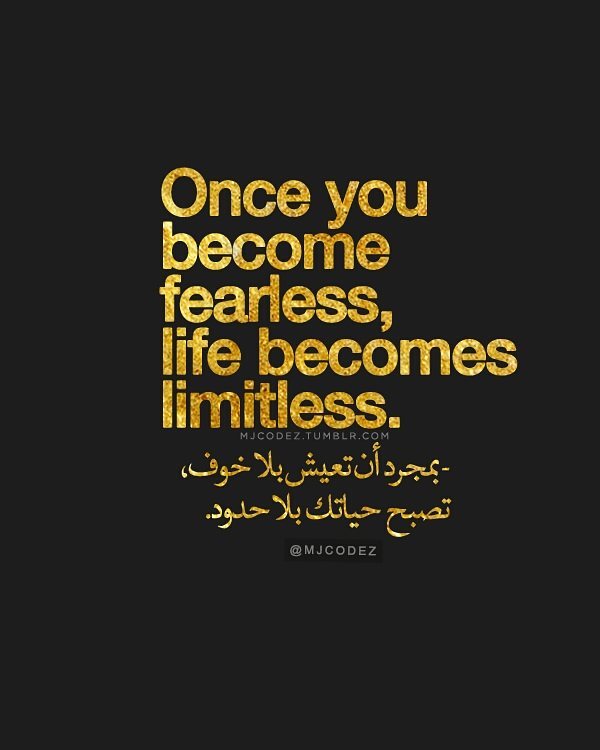 Once you
become
fearless,
life becomes
limitless.
MJCODEZ.TUMBLR.COM
-بمجرد أن تعيش بلا خوف،
تصبح حياتك بلا حدود.
@MJCODEZ